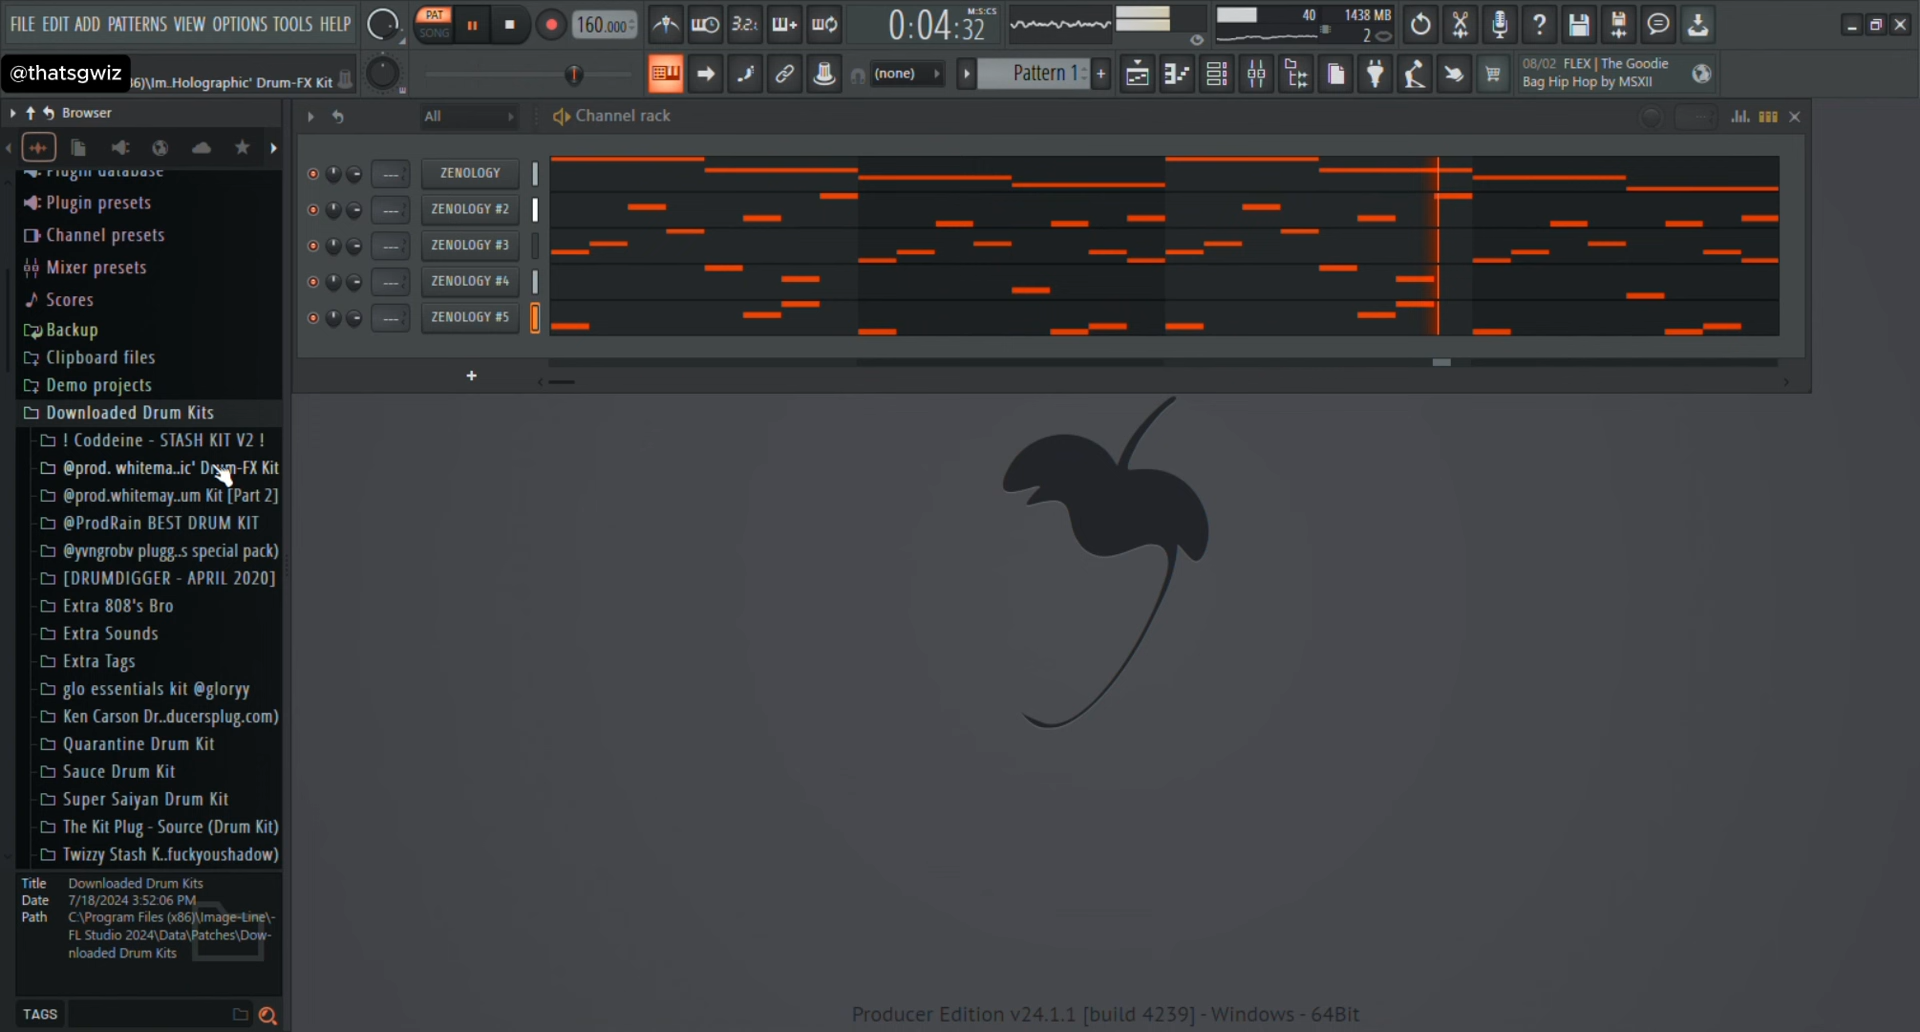 FILE EDIT ADD PATTERNS VIEW OPTIONS TOOLS HELP
PAT
SONG
160.000
3.2:
0:04:32
M:S:CS
40
1438 MB
2
@thatsgwiz
6)\Im_Holographic' Drum-FX Kit
(none)
Pattern 1
+
08/02 FLEX | The Goodie
Bag Hip Hop by MSXII
Browser
All
Channel rack
Plugin database
Plugin presets
Channel presets
Mixer presets
Scores
Backup
Clipboard files
Demo projects
Downloaded Drum Kits
! Coddeine - STASH KIT V2 !
@prod. whitema..ic' Drum-FX Kit
@prod.whitemay..um Kit [Part 2]
@ProdRain BEST DRUM KIT
@yvngrobv plugg..s special pack)
[DRUMDIGGER - APRIL 2020]
Extra 808's Bro
Extra Sounds
Extra Tags
glo essentials kit @gloryy
Ken Carson Dr..ducersplug.com)
Quarantine Drum Kit
Sauce Drum Kit
Super Saiyan Drum Kit
The Kit Plug - Source (Drum Kit)
Twizzy Stash K..fuckyoushadow)
ZENOLOGY
ZENOLOGY #2
ZENOLOGY #3
ZENOLOGY #4
ZENOLOGY #5
+
Title Downloaded Drum Kits
Date 7/18/2024 3:52:06 PM
Path C:\Program Files (x86)\Image-Line\-
FL Studio 2024\Data\Patches\Dow-
nloaded Drum Kits
TAGS
Producer Edition v24.1.1 [build 4239] - Windows - 64Bit